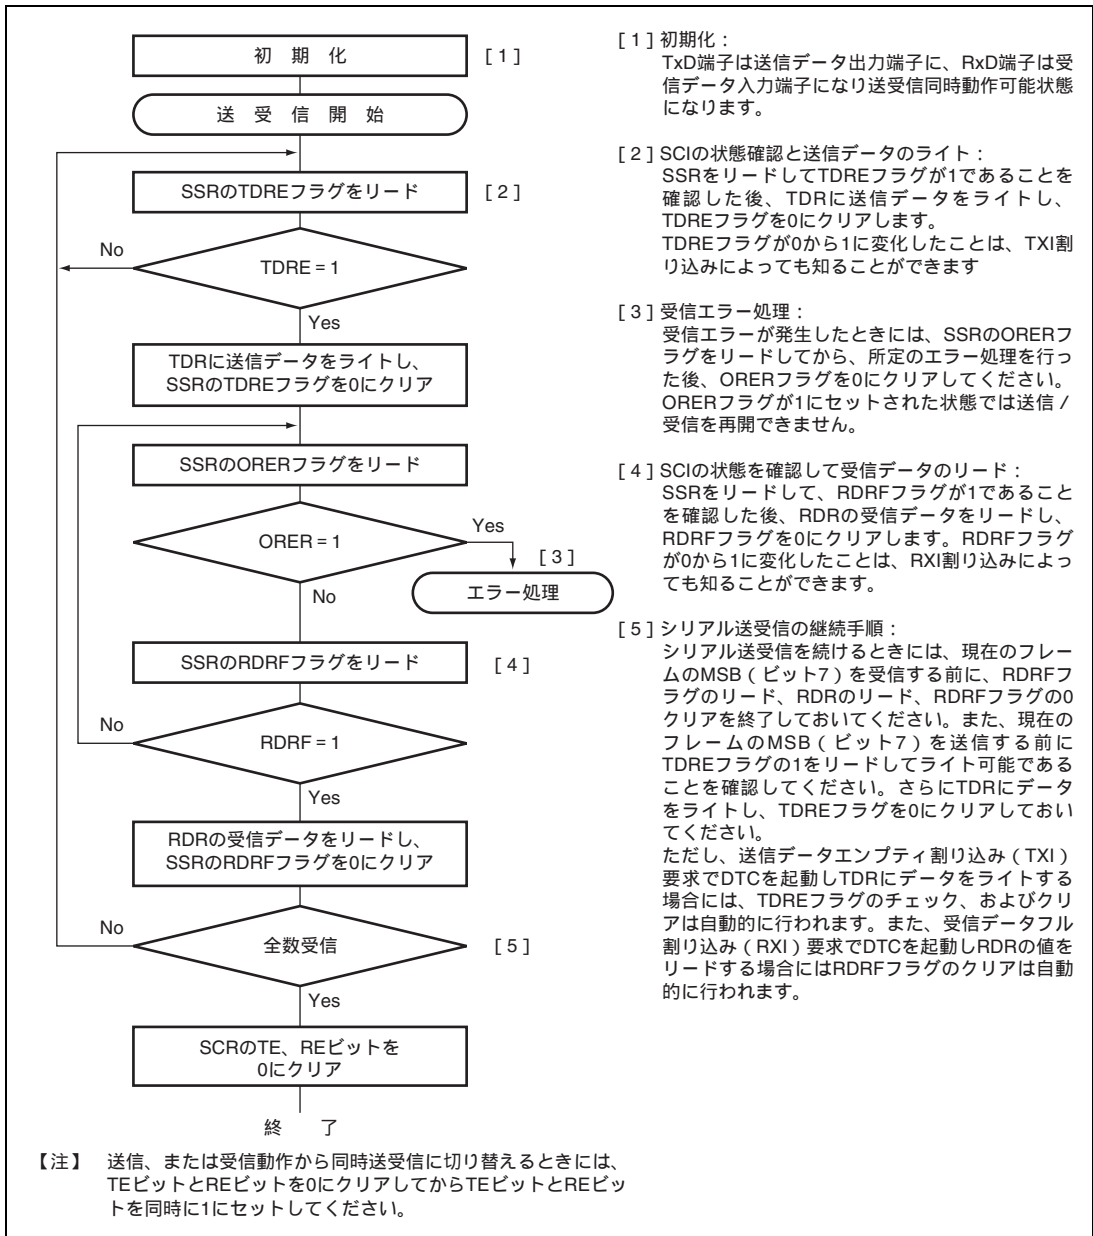 初 期 化 [ 1 ]
送 受 信 開 始
SSRのTDREフラグをリード [ 2 ]
No
TDRE = 1
Yes
TDRに送信データをライトし、
SSRのTDREフラグを0にクリア
SSRのORERフラグをリード
Yes
ORER = 1
[ 3 ]
エラー処理
No
SSRのRDRFフラグをリード [ 4 ]
No
RDRF = 1
Yes
RDRの受信データをリードし、
SSRのRDRFフラグを0にクリア
No
全数受信 [ 5 ]
Yes
SCRのTE、REビットを
0にクリア
終 了
[ 1 ] 初期化：
TxD端子は送信データ出力端子に、RxD端子は受
信データ入力端子になり送受信同時動作可能状態
になります。
[ 2 ] SCIの状態確認と送信データのライト：
SSRをリードしてTDREフラグが1であることを
確認した後、TDRに送信データをライトし、
TDREフラグを0にクリアします。
TDREフラグが0から1に変化したことは、TXI割
り込みによっても知ることができます
[ 3 ] 受信エラー処理：
受信エラーが発生したときには、SSRのORERフ
ラグをリードしてから、所定のエラー処理を行っ
た後、ORERフラグを0にクリアしてください。
ORERフラグが1にセットされた状態では送信／
受信を再開できません。
[ 4 ] SCIの状態を確認して受信データのリード：
SSRをリードして、RDRFフラグが1であること
を確認した後、RDRの受信データをリードし、
RDRFフラグを0にクリアします。RDRFフラグ
が0から1に変化したことは、RXI割り込みによっ
ても知ることができます。
[ 5 ] シリアル送受信の継続手順：
シリアル送受信を続けるときには、現在のフレー
ムのMSB（ビット7）を受信する前に、RDRFフ
ラグのリード、RDRのリード、RDRFフラグの0
クリアを終了しておいてください。また、現在の
フレームのMSB（ビット7）を送信する前に
TDREフラグの1をリードしてライト可能である
ことを確認してください。さらにTDRにデータ
をライトし、TDREフラグを0にクリアしておい
てください。
ただし、送信データエンプティ割り込み（TXI）
要求でDTCを起動しTDRにデータをライトする
場合には、TDREフラグのチェック、およびクリ
アは自動的に行われます。また、受信データフル
割り込み（RXI）要求でDTCを起動しRDRの値を
リードする場合にはRDRFフラグのクリアは自動
的に行われます。
【注】 送信、または受信動作から同時送受信に切り替えるときには、
TEビットとREビットを0にクリアしてからTEビットとREビッ
トを同時に1にセットしてください。